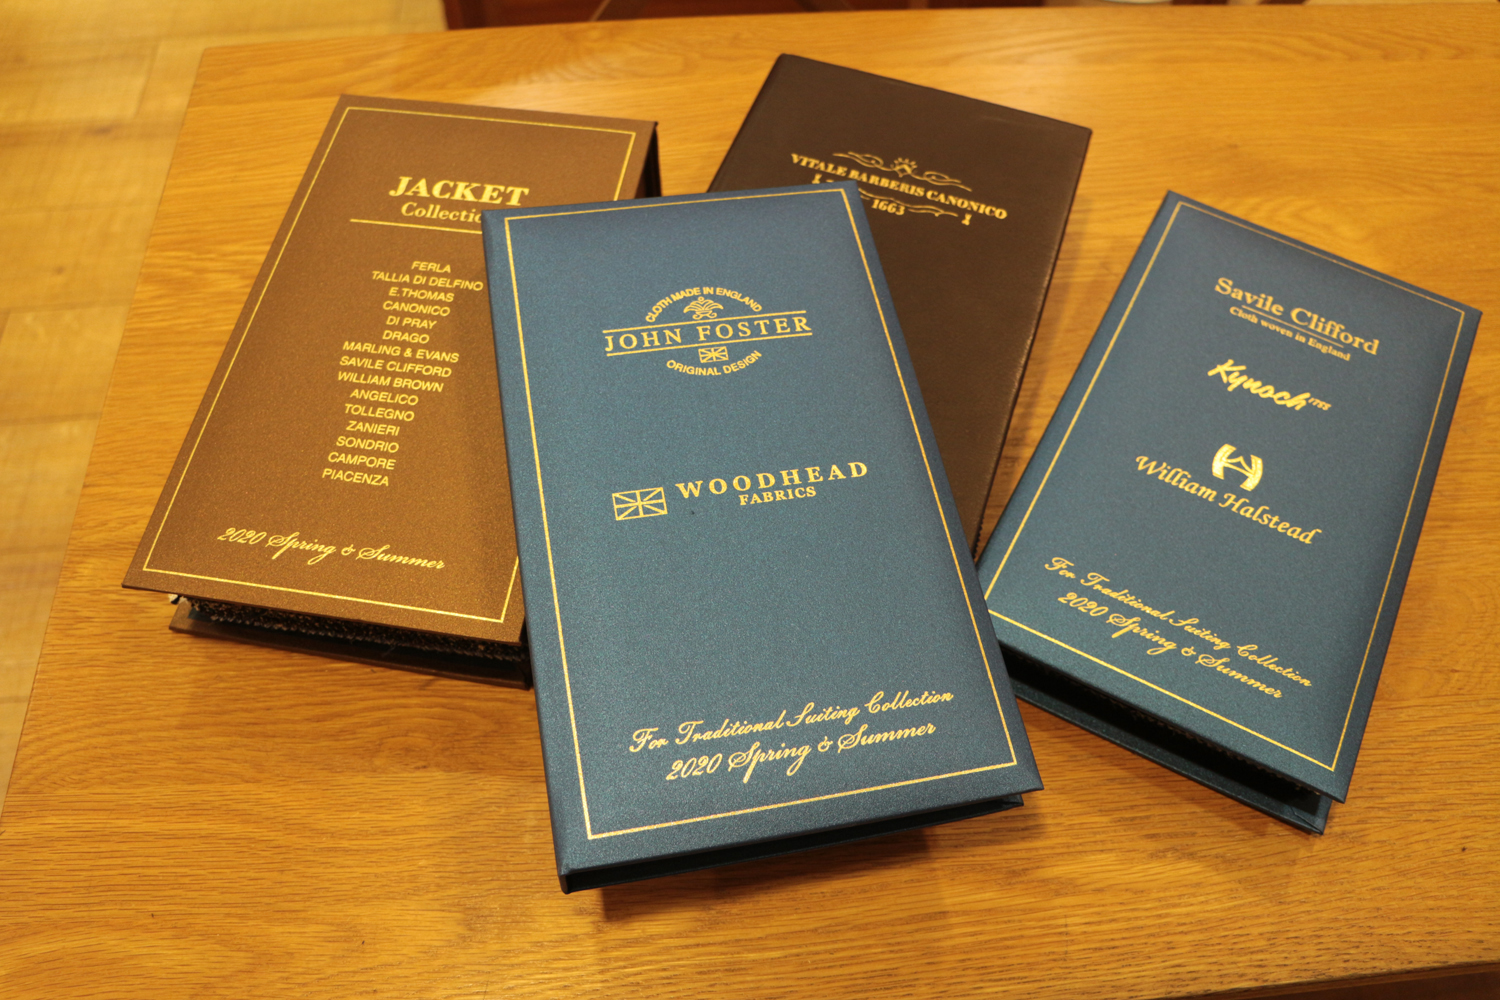 JACKET
Collectio
FERLA
TALLIA DI DELFINO
E.THOMAS
CANONICO
DI PRAY
DRAGO
MARLING & EVANS
SAVILE CLIFFORD
WILLIAM BROWN
ANGELICO
TOLLEGNO
ZANIERI
SONDRIO
CAMPORE
PIACENZA
2020 Spring & Summer
CLOTH MADE IN ENGLAND
JOHN FOSTER
ORIGINAL DESIGN
WOODHEAD
FABRICS
For Traditional Suiting Collection
2020 Spring & Summer
VITALE BARBERIS CANONICO
1663
Savile Clifford
Cloth woven in England
Kynoch 1788
William Halstead
For Traditional Suiting Collection
2020 Spring & Summer